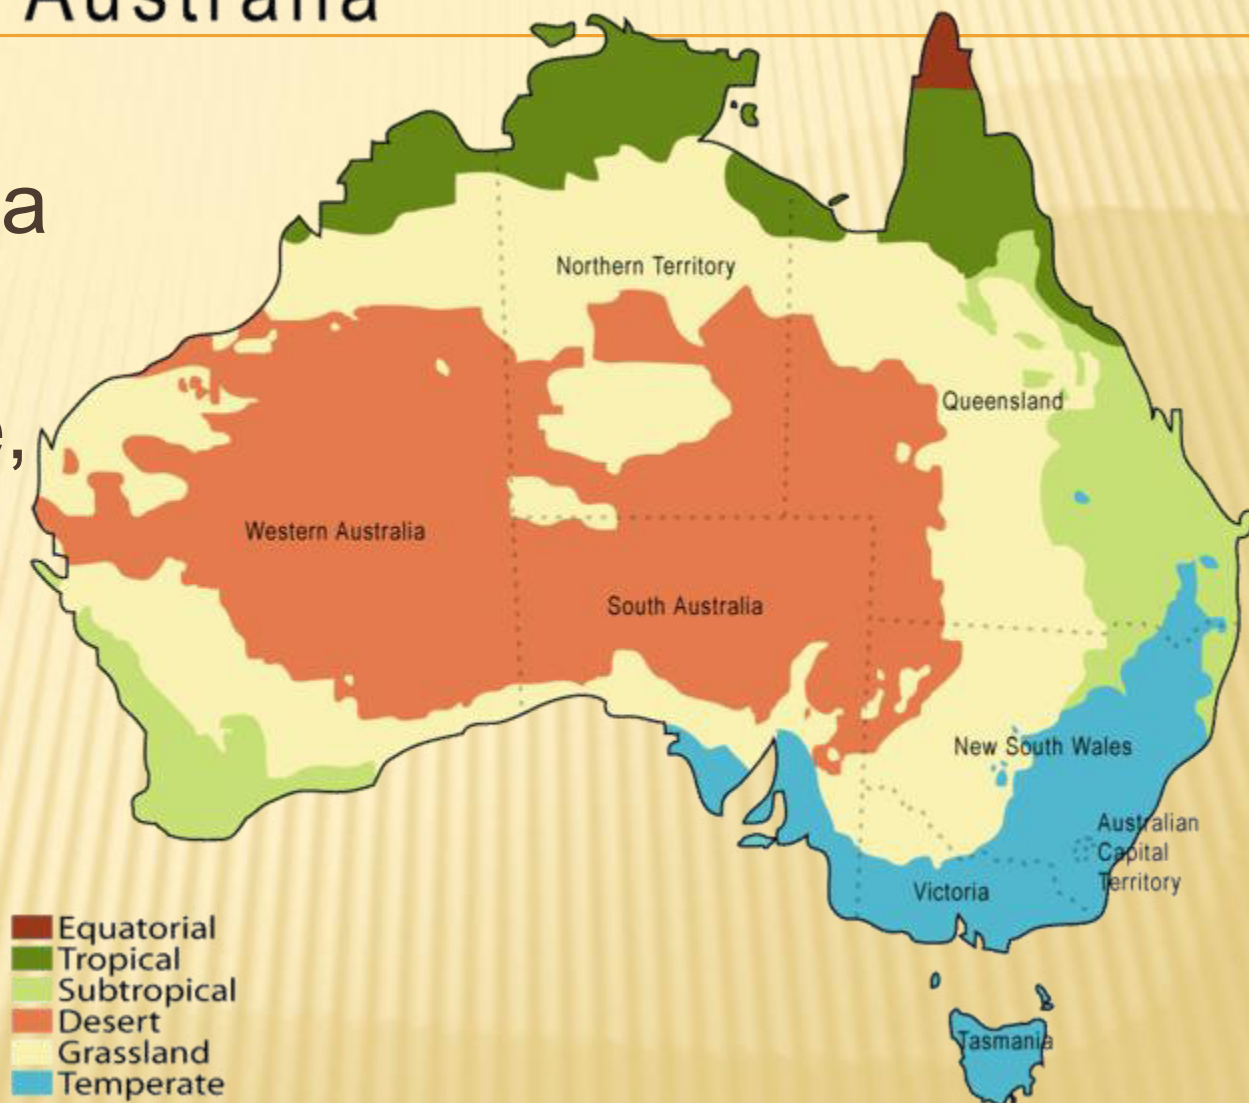 Australia
a
e,
Northern Territory
Queensland
Western Australia
South Australia
New South Wales
Australian
Capital
Territory
Victoria
Tasmania
Equatorial
Tropical
Subtropical
Desert
Grassland
Temperate